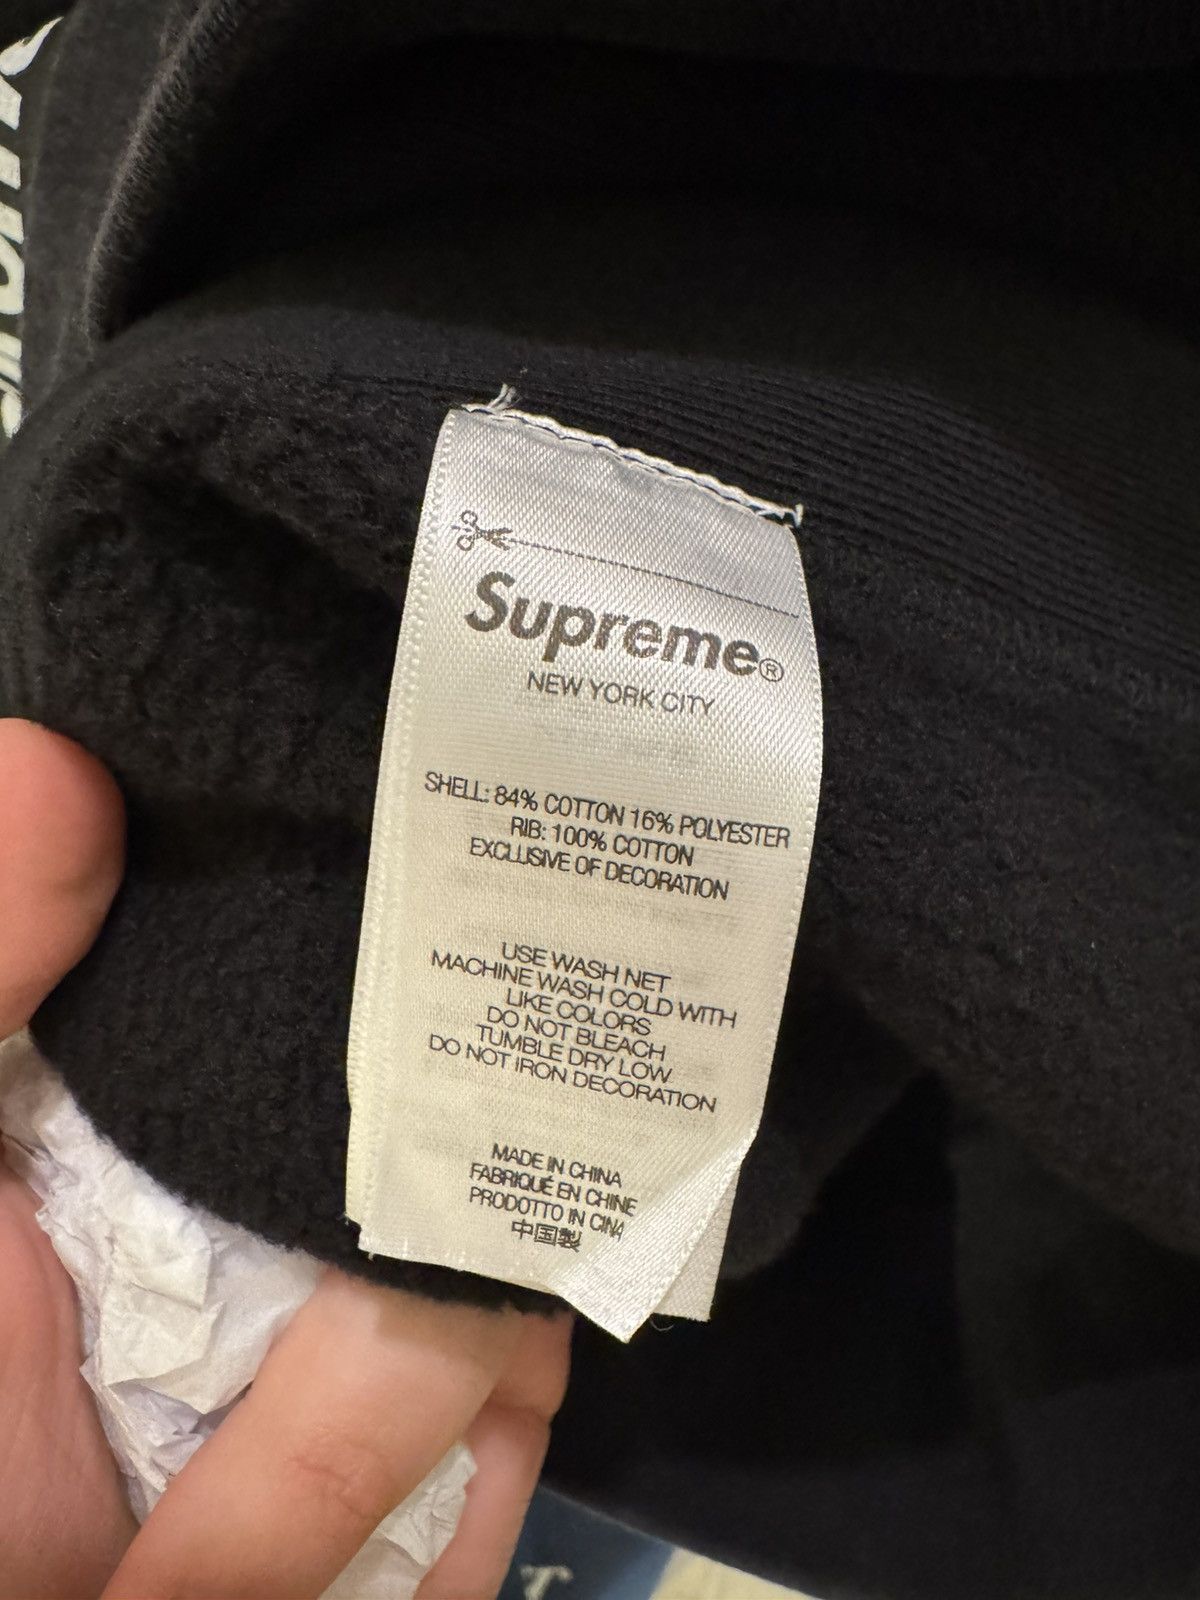 Supreme®
NEW YORK CITY
SHELL: 84% COTTON 16% POLYESTER
RIB: 100% COTTON
EXCLUSIVE OF DECORATION
USE WASH NET
MACHINE WASH COLD WITH
LIKE COLORS
DO NOT BLEACH
TUMBLE DRY LOW
DO NOT IRON DECORATION
MADE IN CHINA
FABRIQUÉ EN CHINE
PRODOTTO IN CINA
中国製